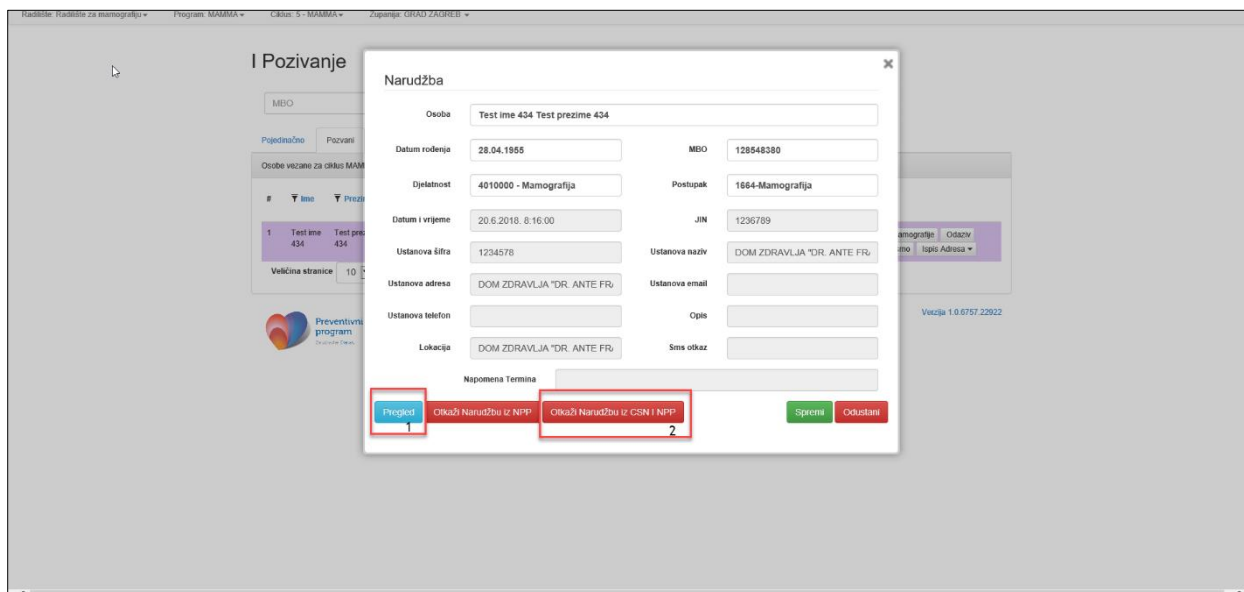 Radilište: Radilište za mamografiju Program: MAMMA Ciklus: 5 - MAMMA Županija: GRAD ZAGREB
I Pozivanje
MBO
Pojedinačno Pozvani
Osobe vezane za ciklus MAM
# Ime Prezi
1 Test ime 434 Test pre 434
amografije Odaziv
smo Ispis Adresa
Veličina stranice 10
Preventivni
program
Verzija 1.0.6757.22922
Narudžba
Osoba Test ime 434 Test prezime 434
Datum rođenja 28.04.1955 MBO 128548380
Djelatnost 4010000 - Mamografija Postupak 1664-Mamografija
Datum i vrijeme 20.6.2018. 8:16:00 JIN 1236789
Ustanova šifra 1234578 Ustanova naziv DOM ZDRAVLJA "DR. ANTE FR
Ustanova adresa DOM ZDRAVLJA "DR. ANTE FR Ustanova email
Ustanova telefon Opis
Lokacija DOM ZDRAVLJA "DR. ANTE FR Sms otkaz
Napomena Termina
Pregled Otkaži Narudžbu iz NPP Otkaži Narudžbu iz CSN I NPP Spremi Odustani
1 2